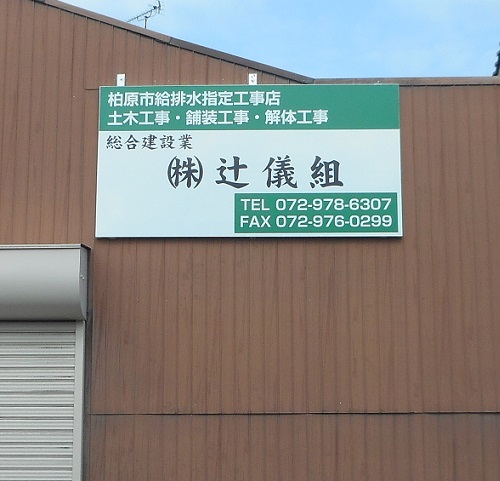 柏原市給排水指定工事店
土木工事・舗装工事・解体工事
総合建設業
㈱辻儀組
TEL 072-978-6307
FAX 072-976-0299